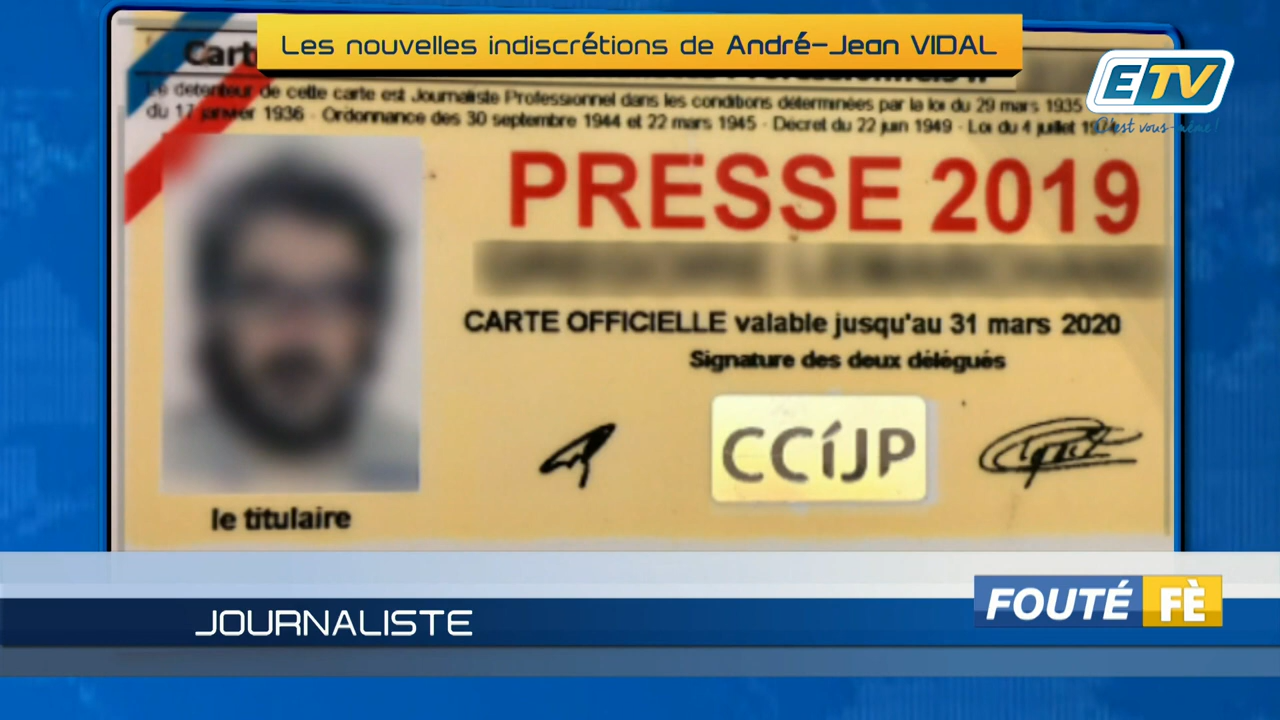 Les nouvelles indiscrétions de André-Jean VIDAL
ETV
C'est vous-même !
Cart
Le détenteur de cette carte est Journaliste Professionnel dans les conditions déterminées par la loi du 29 mars 1935
du 17 janvier 1936 - Ordonnance des 30 septembre 1944 et 22 mars 1945 - Décret du 22 juin 1949 - Loi du 4 juillet
PRESSE 2019
CARTE OFFICIELLE valable jusqu'au 31 mars 2020
Signature des deux délégués
CCíJP
le titulaire
JOURNALISTE
FOUTÉ FÈ